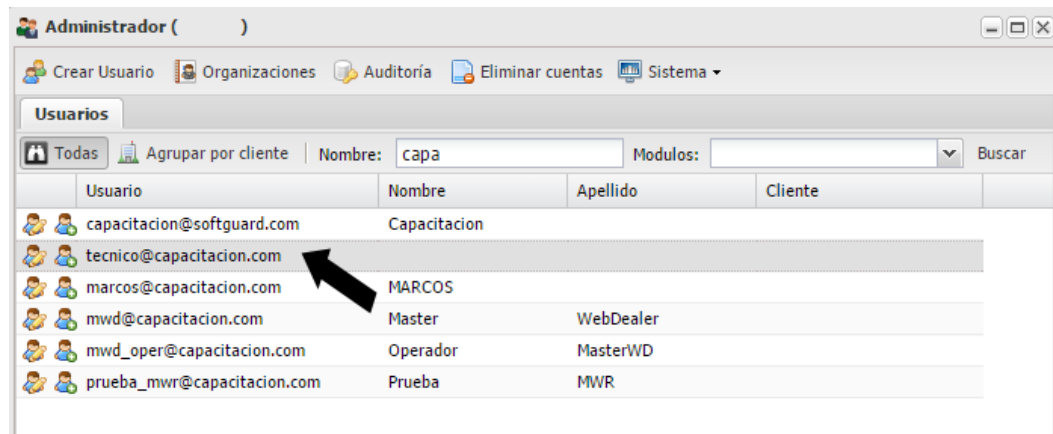 Administrador ( )
Crear Usuario Organizaciones Auditoría Eliminar cuentas Sistema
Usuarios
Todas Agrupar por cliente Nombre: capa Modulos: Buscar
Usuario Nombre Apellido Cliente
capacitacion@softguard.com Capacitacion
tecnico@capacitacion.com
marcos@capacitacion.com MARCOS
mwd@capacitacion.com Master WebDealer
mwd_oper@capacitacion.com Operador MasterWD
prueba_mwr@capacitacion.com Prueba MWR